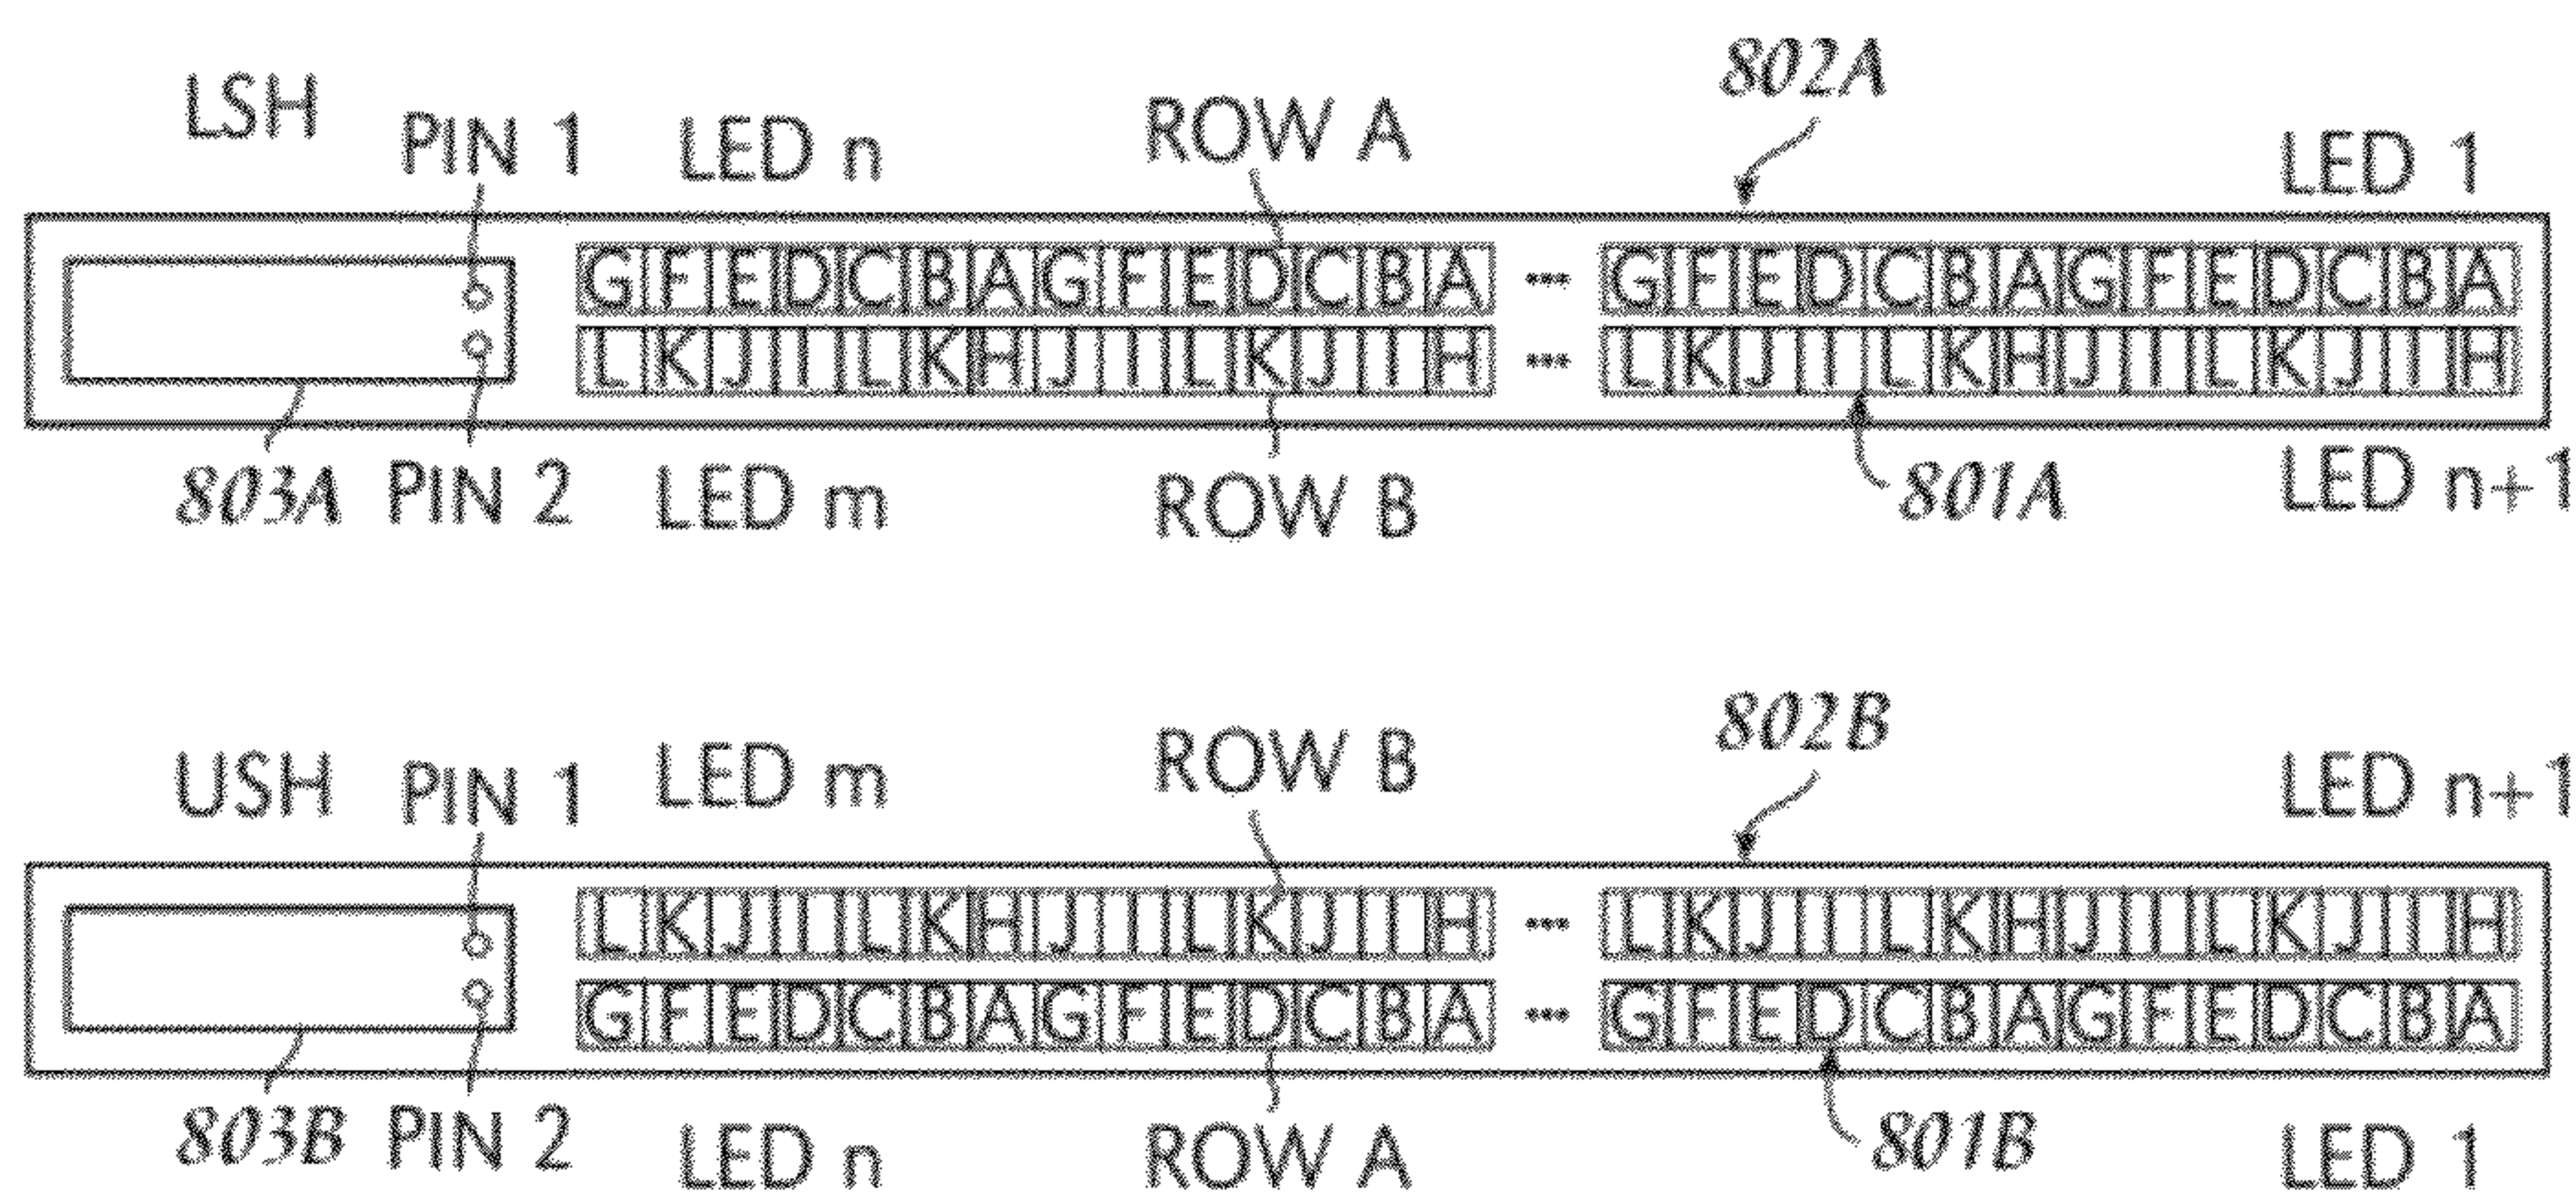 802A
LSH PIN 1 LED n ROW A LED 1
G F E D C B A G F E D C B A ... G F E D C B A G F E D C B A
L K J I L K H J I L K J I H ... L K J I L K H J I L K J I H
803A PIN 2 LED m ROW B 801A LED n+1
802B
USH PIN 1 LED m ROW B LED n+1
L K J I L K H J I L K J I H ... L K J I L K H J I L K J I H
G F E D C B A G F E D C B A ... G F E D C B A G F E D C B A
803B PIN 2 LED n ROW A 801B LED 1